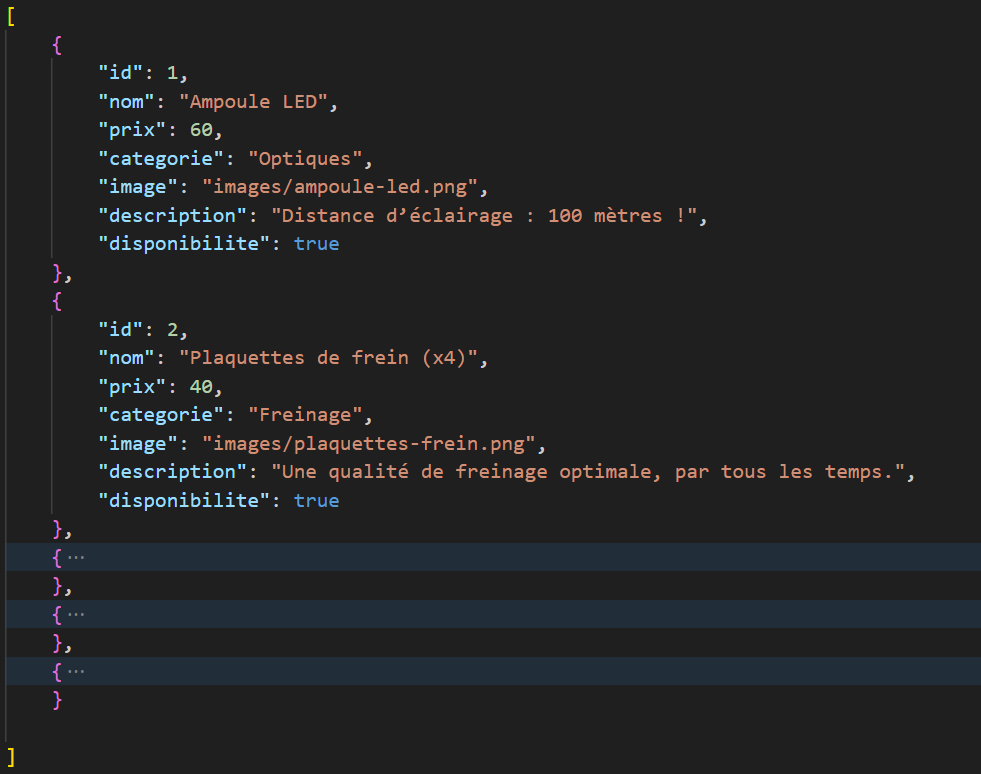 [
    {
        "id": 1,
        "nom": "Ampoule LED",
        "prix": 60,
        "categorie": "Optiques",
        "image": "images/ampoule-led.png",
        "description": "Distance d’éclairage : 100 mètres !",
        "disponibilite": true
    },
    {
        "id": 2,
        "nom": "Plaquettes de frein (x4)",
        "prix": 40,
        "categorie": "Freinage",
        "image": "images/plaquettes-frein.png",
        "description": "Une qualité de freinage optimale, par tous les temps.",
        "disponibilite": true
    },
    { ···
    },
    { ···
    },
    { ···
    }
]